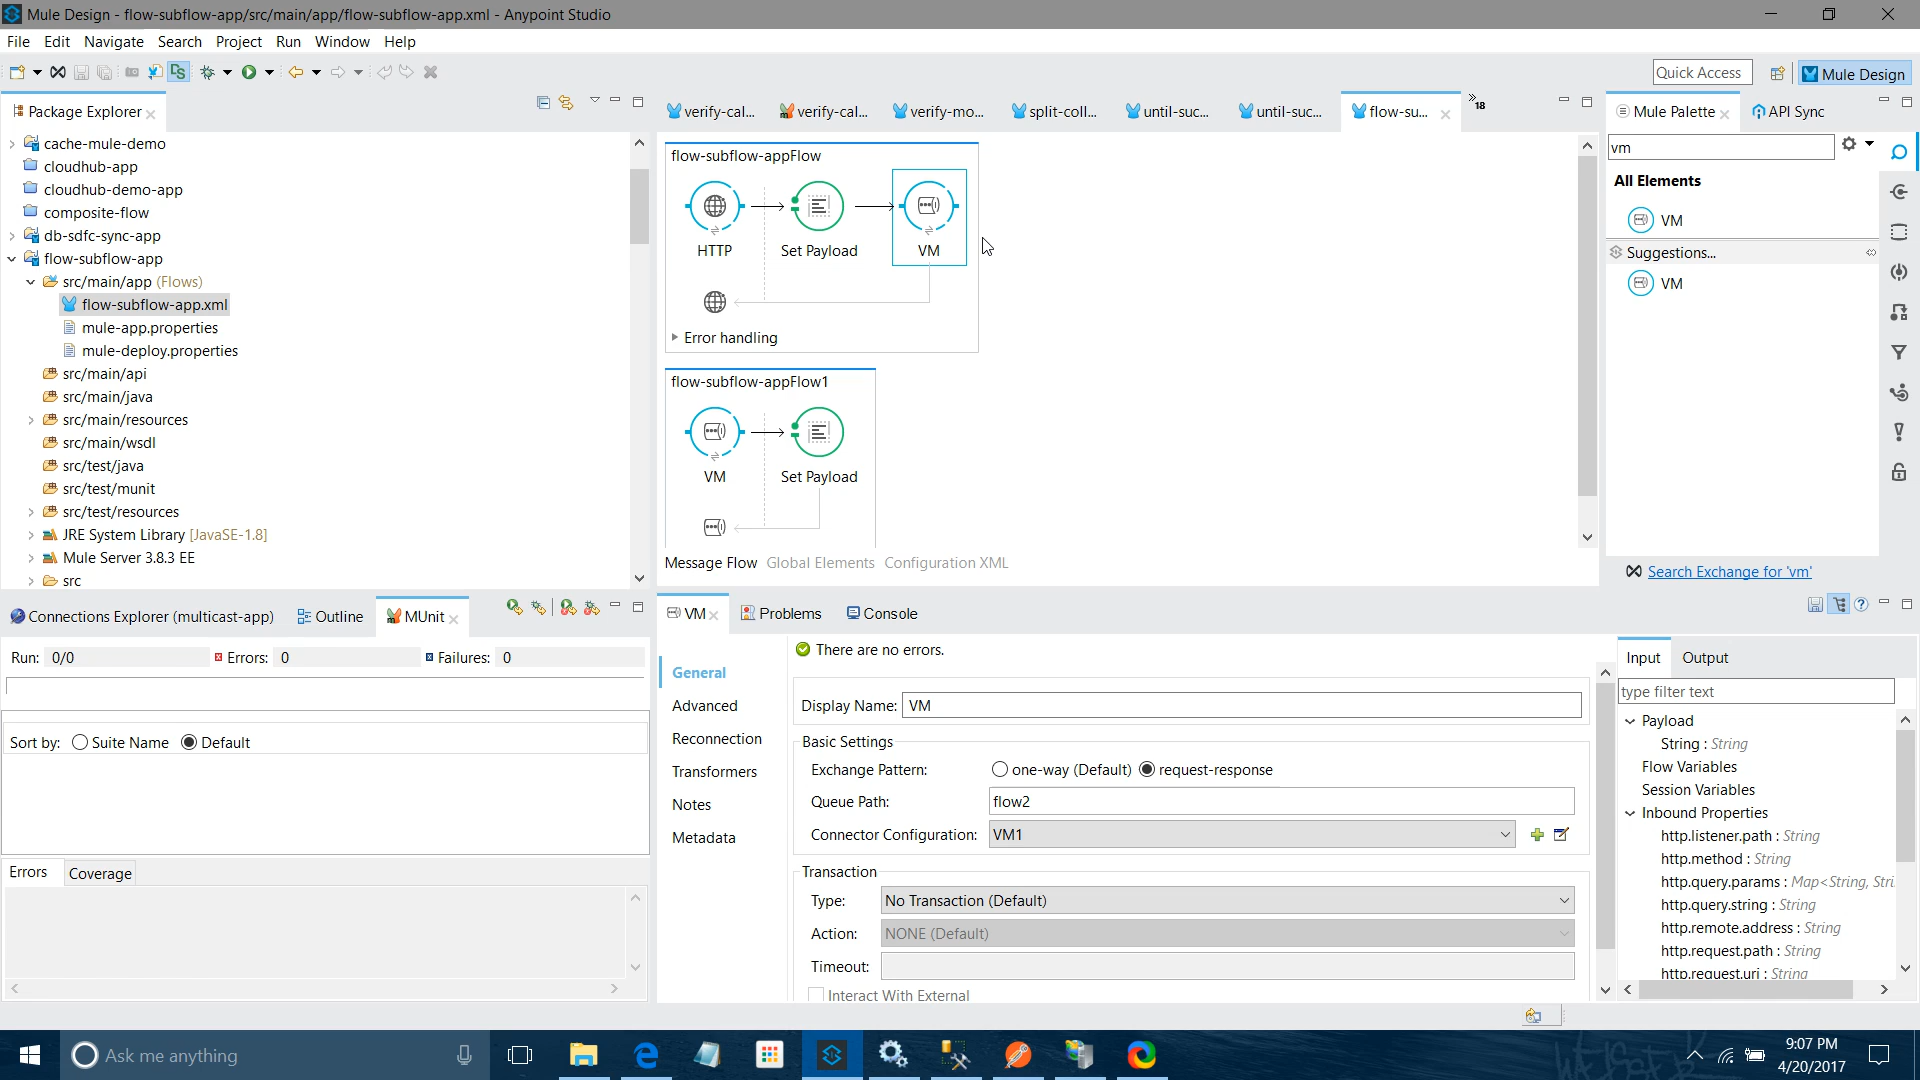 Mule Design - flow-subflow-app/src/main/app/flow-subflow-app.xml - Anypoint Studio
File Edit Navigate Search Project Run Window Help
Quick Access
Mule Design
Package Explorer
cache-mule-demo
cloudhub-app
cloudhub-demo-app
composite-flow
db-sdfc-sync-app
flow-subflow-app
src/main/app (Flows)
flow-subflow-app.xml
mule-app.properties
mule-deploy.properties
src/main/api
src/main/java
src/main/resources
src/main/wsdl
src/test/java
src/test/munit
src/test/resources
JRE System Library [JavaSE-1.8]
Mule Server 3.8.3 EE
src
verify-cal... verify-cal... verify-mo... split-coll... until-suc... until-suc... flow-su... 18
flow-subflow-appFlow
HTTP Set Payload VM
Error handling
flow-subflow-appFlow1
VM Set Payload
Message Flow Global Elements Configuration XML
Mule Palette API Sync
vm
All Elements
VM
Suggestions...
VM
Search Exchange for 'vm'
Connections Explorer (multicast-app) Outline MUnit
Run: 0/0 Errors: 0 Failures: 0
Sort by: Suite Name Default
Errors Coverage
VM Problems Console
There are no errors.
General
Advanced
Reconnection
Transformers
Notes
Metadata
Display Name: VM
Basic Settings
Exchange Pattern: one-way (Default) request-response
Queue Path: flow2
Connector Configuration: VM1
Transaction
Type: No Transaction (Default)
Action: NONE (Default)
Timeout:
Interact With External
Input Output
type filter text
Payload
String : String
Flow Variables
Session Variables
Inbound Properties
http.listener.path : String
http.method : String
http.query.params : Map<String, Stri
http.query.string : String
http.remote.address : String
http.request.path : String
http.request.uri : String
Ask me anything
9:07 PM
4/20/2017